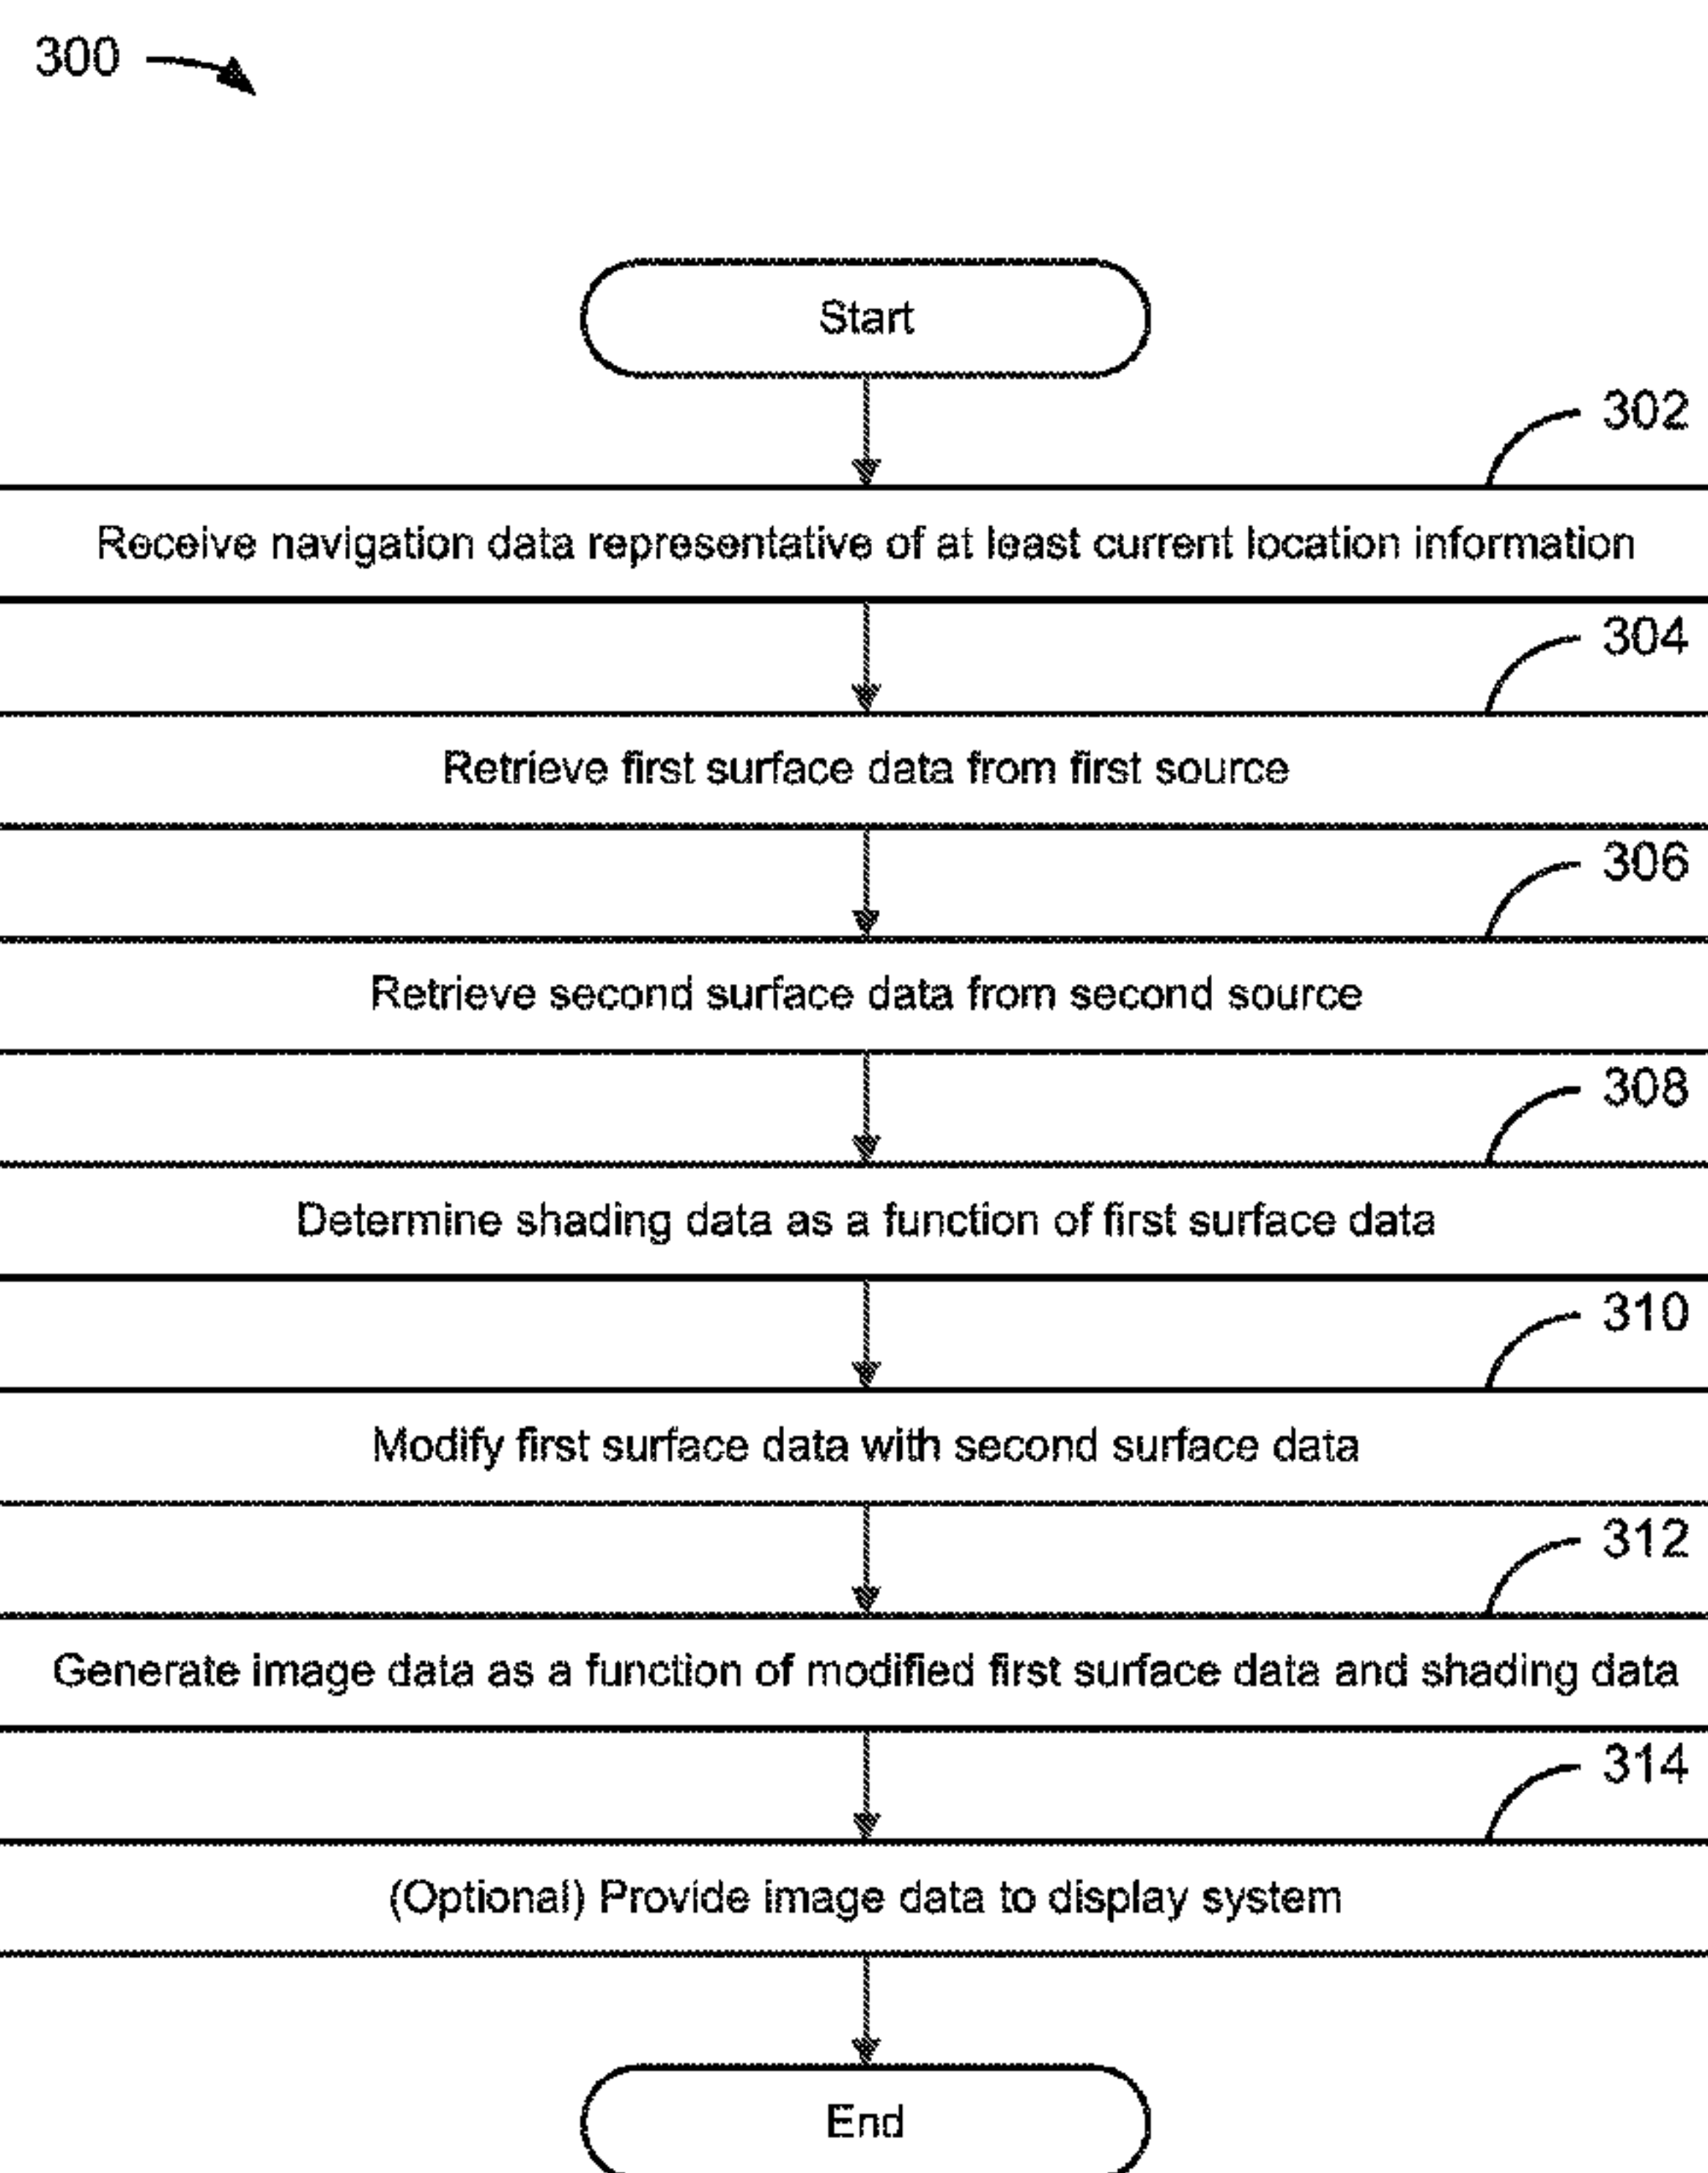 300
Start
302
Receive navigation data representative of at least current location information
304
Retrieve first surface data from first source
306
Retrieve second surface data from second source
308
Determine shading data as a function of first surface data
310
Modify first surface data with second surface data
312
Generate image data as a function of modified first surface data and shading data
314
(Optional) Provide image data to display system
End